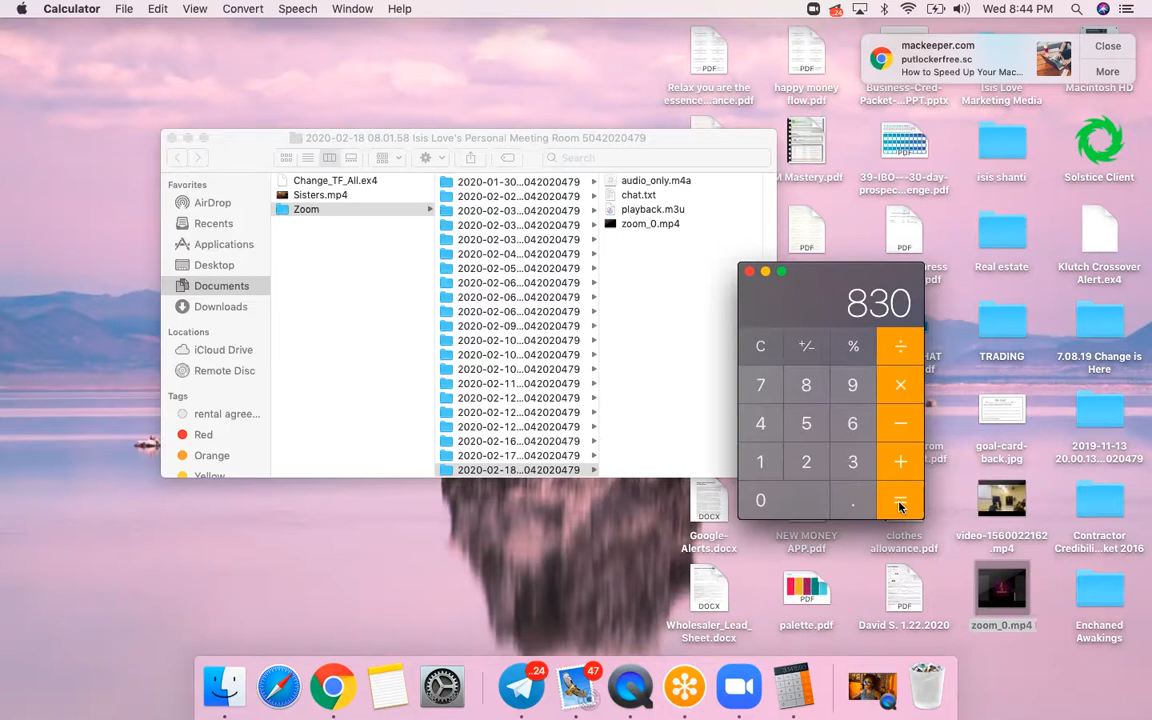 Calculator File Edit View Convert Speech Window Help
24
Wed 8:44 PM
mackeeper.com
putlockerfree.sc
How to Speed Up Your Mac...
Close
More
PDF
Relax you are the
essence...ance.pdf
PDF
happy money
flow.pdf
Business-Cred-
Packet-...PPT.pptx
Isis Love
Marketing Media
Macintosh HD
2020-02-18 08.01.58 Isis Love's Personal Meeting Room 5042020479
Search
Favorites
AirDrop
Recents
Applications
Desktop
Documents
Downloads
Locations
iCloud Drive
Remote Disc
Tags
rental agree...
Red
Orange
Yellow
Change_TF_All.ex4
Sisters.mp4
Zoom
2020-01-30...042020479
2020-02-02...042020479
2020-02-03...042020479
2020-02-03...042020479
2020-02-03...042020479
2020-02-04...042020479
2020-02-05...042020479
2020-02-06...042020479
2020-02-06...042020479
2020-02-06...042020479
2020-02-09...042020479
2020-02-10...042020479
2020-02-10...042020479
2020-02-10...042020479
2020-02-11...042020479
2020-02-12...042020479
2020-02-12...042020479
2020-02-12...042020479
2020-02-16...042020479
2020-02-17...042020479
2020-02-18...042020479
audio_only.m4a
chat.txt
playback.m3u
zoom_0.mp4
PDF
M Mastery.pdf
PDF
39-IBO---30-day-
prospec...enge.pdf
isis shanti
Solstice Client
Real estate
Klutch Crossover
Alert.ex4
830
C +/− % ÷
7 8 9 ×
4 5 6 −
1 2 3 +
0 . =
TRADING
7.08.19 Change is
Here
goal-card-
back.jpg
2019-11-13
20.00.13...020479
DOCX
Google-
Alerts.docx
PDF
NEW MONEY
APP.pdf
PDF
clothes
allowance.pdf
video-1560022162
.mp4
Contractor
Credibili...ket 2016
DOCX
Wholesaler_Lead_
Sheet.docx
PDF
palette.pdf
PDF
David S. 1.22.2020
zoom_0.mp4
Enchaned
Awakings
24
47